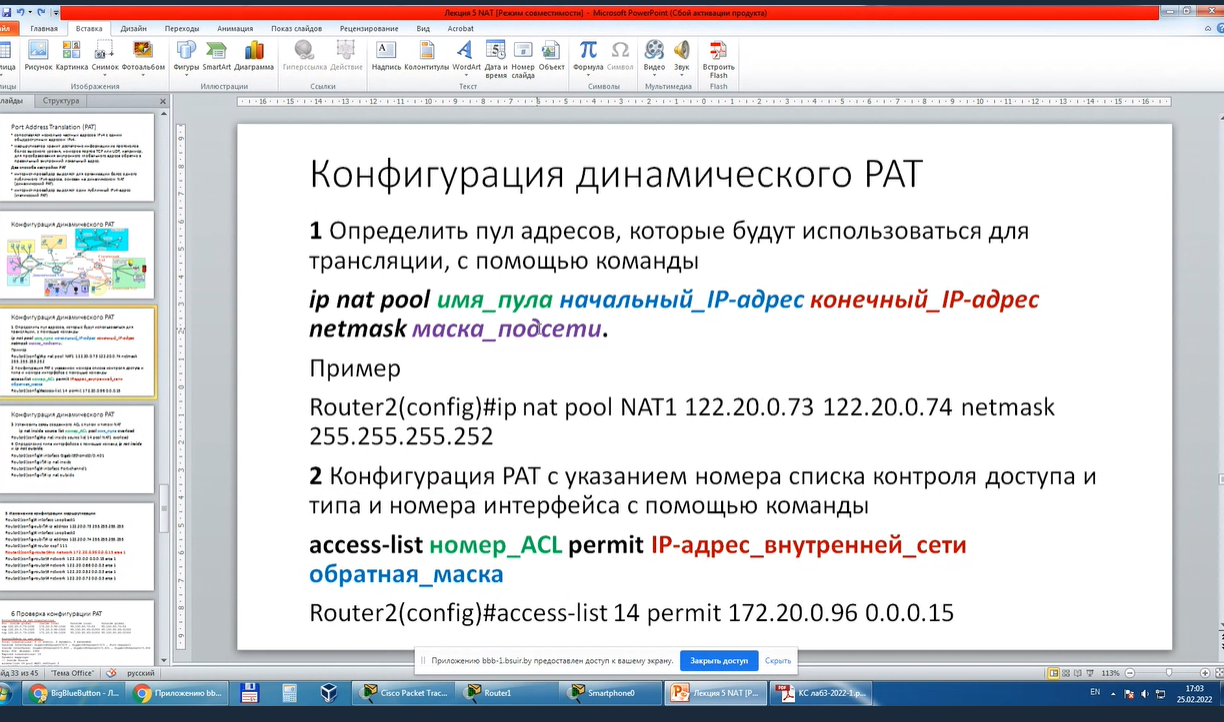 Лекция 5 NAT [Режим совместимости] - Microsoft PowerPoint (Сбой активации продукта)
Главная Вставка Дизайн Переходы Анимация Показ слайдов Рецензирование Вид Acrobat
Рисунок Картинка Снимок Фотоальбом Фигуры SmartArt Диаграмма Гиперссылка Действие Надпись Колонтитулы WordArt Дата и время Номер слайда Объект Формула Символ Видео Звук Встроить Flash
Изображения Иллюстрации Ссылки Текст Символы Мультимедиа Flash
Структура
Port Address Translation (PAT)
Конфигурация динамического PAT
Конфигурация динамического PAT
Конфигурация динамического PAT
6 Проверка конфигурации PAT
Конфигурация динамического PAT
1 Определить пул адресов, которые будут использоваться для
трансляции, с помощью команды
ip nat pool имя_пула начальный_IP-адрес конечный_IP-адрес
netmask маска_подсети.
Пример
Router2(config)#ip nat pool NAT1 122.20.0.73 122.20.0.74 netmask
255.255.255.252
2 Конфигурация PAT с указанием номера списка контроля доступа и
типа и номера интерфейса с помощью команды
access-list номер_ACL permit IP-адрес_внутренней_сети
обратная_маска
Router2(config)#access-list 14 permit 172.20.0.96 0.0.0.15
Приложению bbb-1.bsuir.by предоставлен доступ к вашему экрану. Закрыть доступ Скрыть
йд 33 из 45 "Тема Office" русский 113%
BigBlueButton - Л... Приложению bb... Cisco Packet Trac... Router1 Smartphone0 Лекция 5 NAT [Р... КС лаб3-2022-1.p...
EN 17:03
25.02.2022